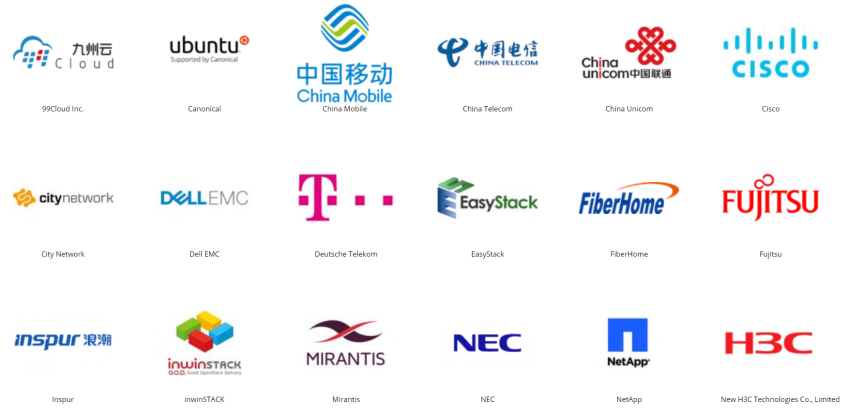 九州云
Cloud
ubuntu
Supported by Canonical
中国移动
China Mobile
中国电信
CHINA TELECOM
China
unicom中国联通
CISCO
99Cloud Inc.
Canonical
China Mobile
China Telecom
China Unicom
Cisco
citynetwork
DELLEMC
T
EasyStack
FiberHome
FUJITSU
City Network
Dell EMC
Deutsche Telekom
EasyStack
FiberHome
Fujitsu
inspur 浪潮
inwinSTACK
G.O.D. Great OpenStack Delivery
MIRANTIS
NEC
NetApp
H3C
Inspur
inwinSTACK
Mirantis
NEC
NetApp
New H3C Technologies Co., Limited